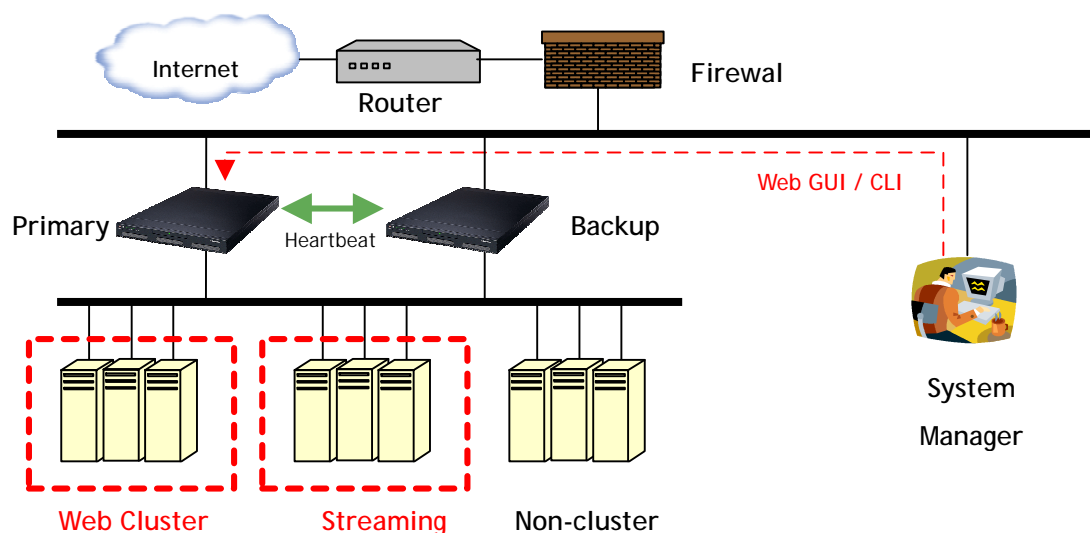 Internet
Router
Firewal
Web GUI / CLI
Primary
Heartbeat
Backup
System
Manager
Web Cluster
Streaming
Non-cluster